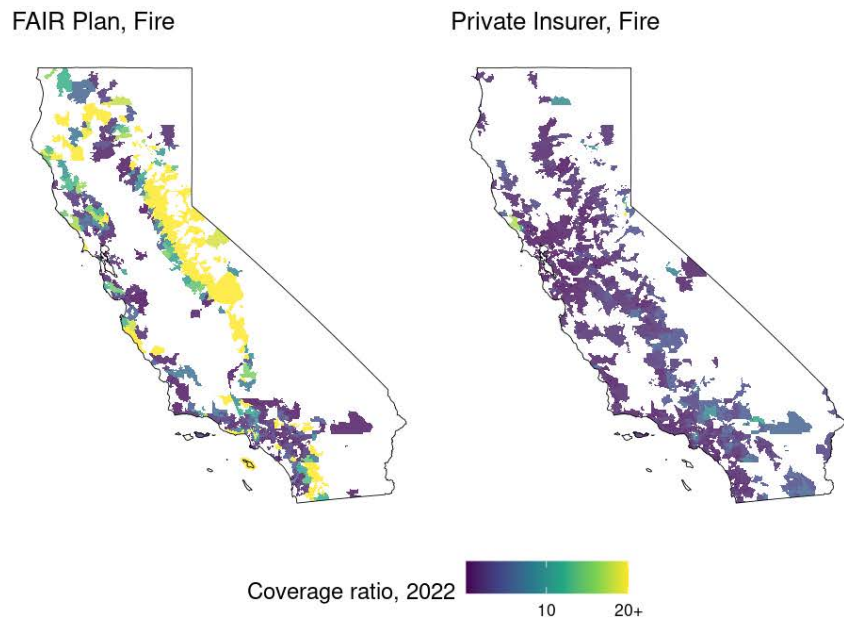 FAIR Plan, Fire
Private Insurer, Fire
Coverage ratio, 2022
10
20+